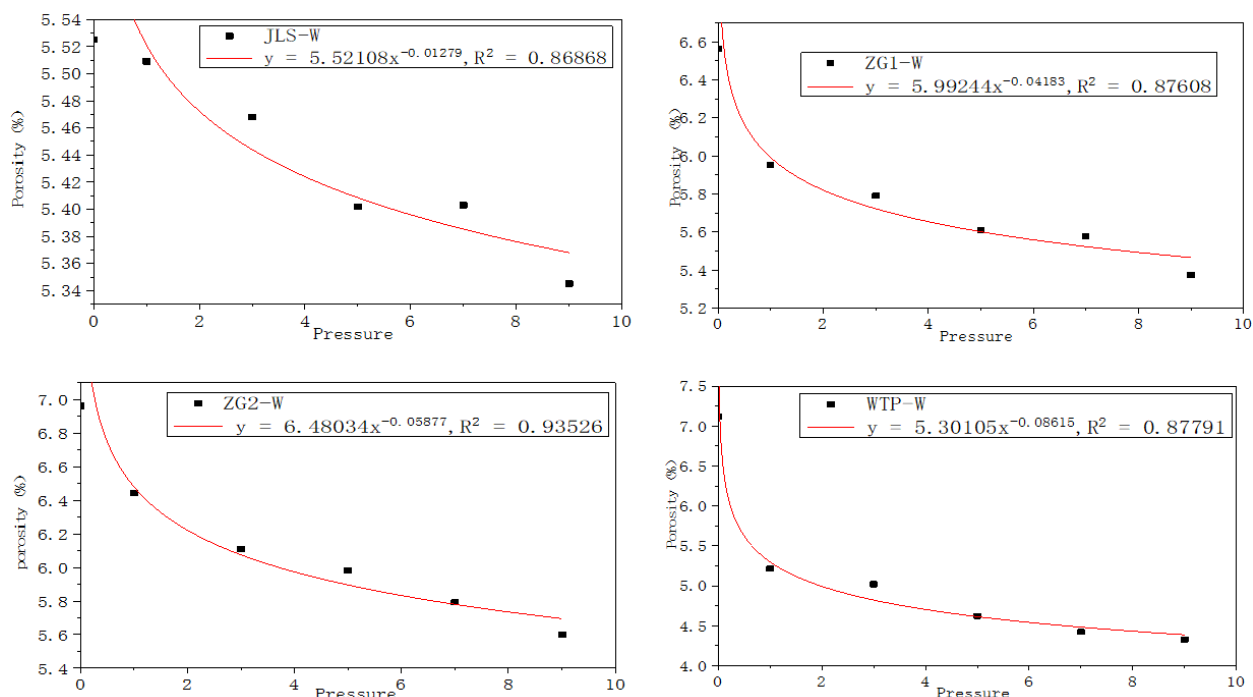 5.54
5.52
5.50
5.48
5.46
5.44
5.42
5.40
5.38
5.36
5.34
Porosity (%)
JLS-W
y = 5.52108x^-0.01279, R² = 0.86868
0 2 4 6 8 10
Pressure
6.6
6.4
6.2
6.0
5.8
5.6
5.4
5.2
Porosity (%)
ZG1-W
y = 5.99244x^-0.04183, R² = 0.87608
0 2 4 6 8 10
Pressure
7.0
6.8
6.6
6.4
6.2
6.0
5.8
5.6
5.4
porosity (%)
ZG2-W
y = 6.48034x^-0.05877, R² = 0.93526
0 2 4 6 8 10
Pressure
7.5
7.0
6.5
6.0
5.5
5.0
4.5
4.0
Porosity (%)
WTP-W
y = 5.30105x^-0.08615, R² = 0.87791
0 2 4 6 8 10
Pressure